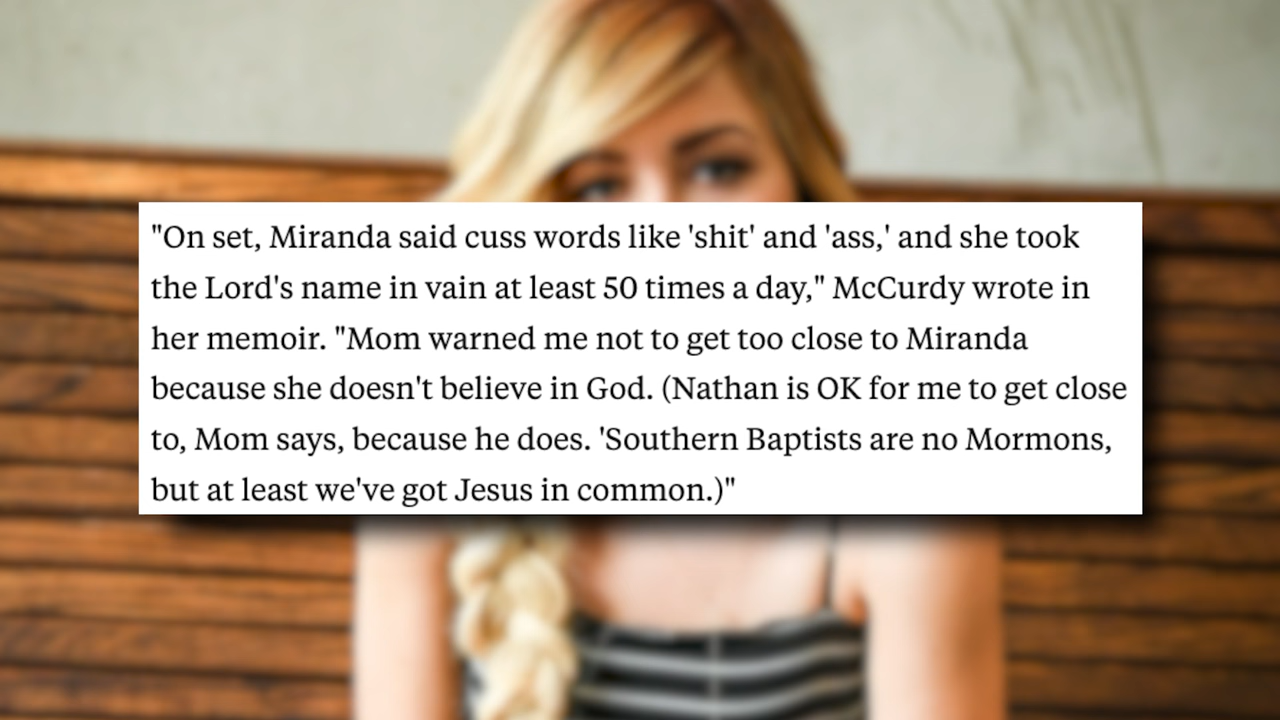 "On set, Miranda said cuss words like 'shit' and 'ass,' and she took
the Lord's name in vain at least 50 times a day," McCurdy wrote in
her memoir. "Mom warned me not to get too close to Miranda
because she doesn't believe in God. (Nathan is OK for me to get close
to, Mom says, because he does. 'Southern Baptists are no Mormons,
but at least we've got Jesus in common.)"